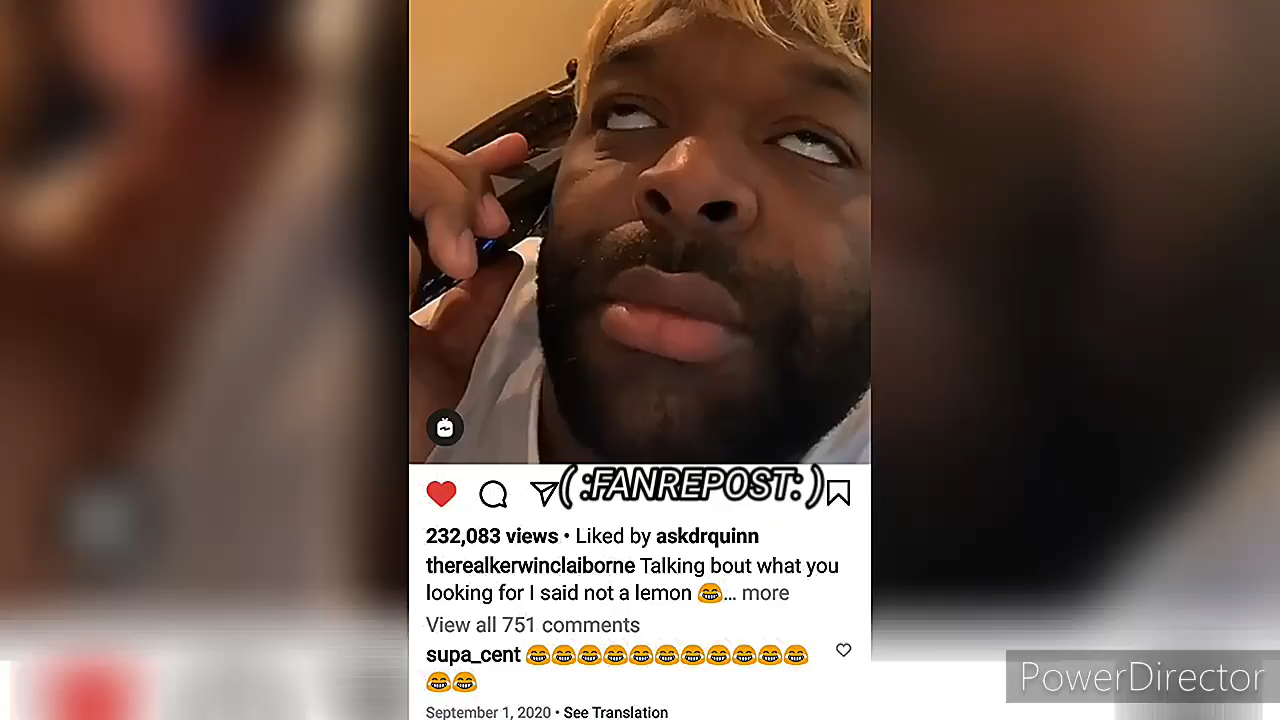 ( :FANREPOST: )
232,083 views • Liked by askdrquinn
therealkerwinclaiborne Talking bout what you
looking for I said not a lemon 😂... more
View all 751 comments
supa_cent 😂😂😂😂😂😂😂😂😂😂😂
😂😂
September 1, 2020 • See Translation
PowerDirector